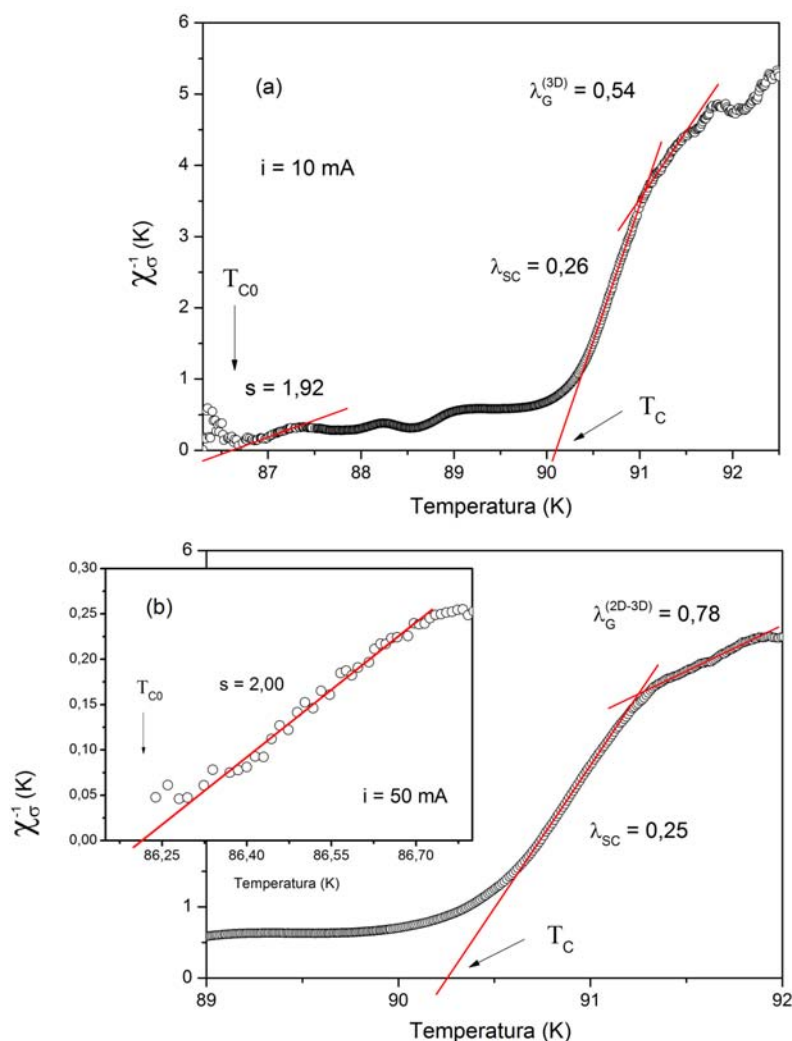 6
5
4
3
2
1
0
χσ⁻¹ (K)
(a)
λG(3D) = 0,54
i = 10 mA
λSC = 0,26
TC0
s = 1,92
TC
87 88 89 90 91 92
Temperatura (K)
6
1
0
χσ⁻¹ (K)
0,30
0,25
0,20
0,15
0,10
0,05
0,00
(b)
λG(2D-3D) = 0,78
TC0
s = 2,00
i = 50 mA
86,25 86,40 86,55 86,70
Temperatura (K)
λSC = 0,25
TC
89 90 91 92
Temperatura (K)